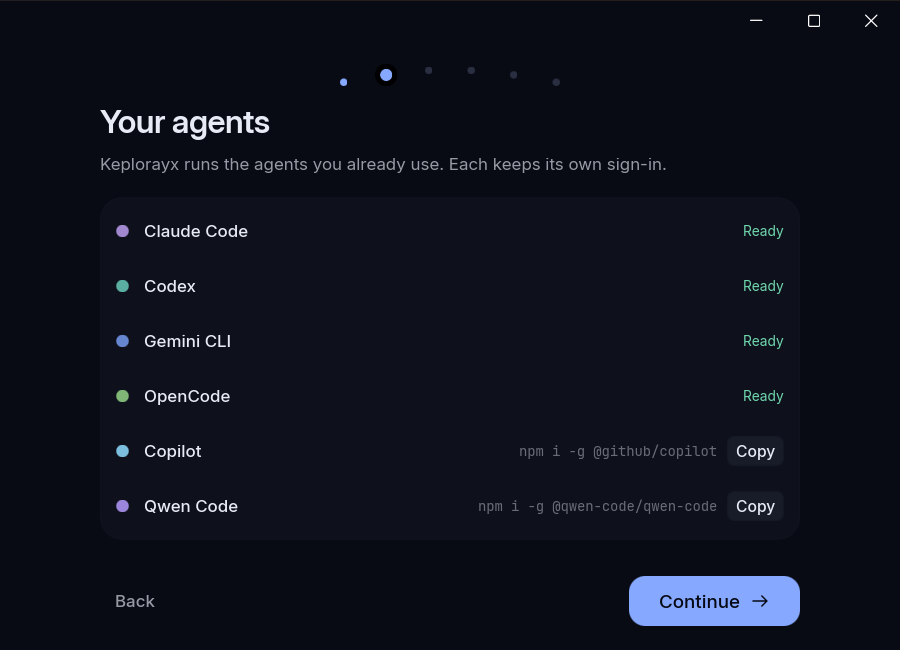 Your agents
Keplorayx runs the agents you already use. Each keeps its own sign-in.
Claude Code Ready
Codex Ready
Gemini CLI Ready
OpenCode Ready
Copilot npm i -g @github/copilot Copy
Qwen Code npm i -g @qwen-code/qwen-code Copy
Back Continue →